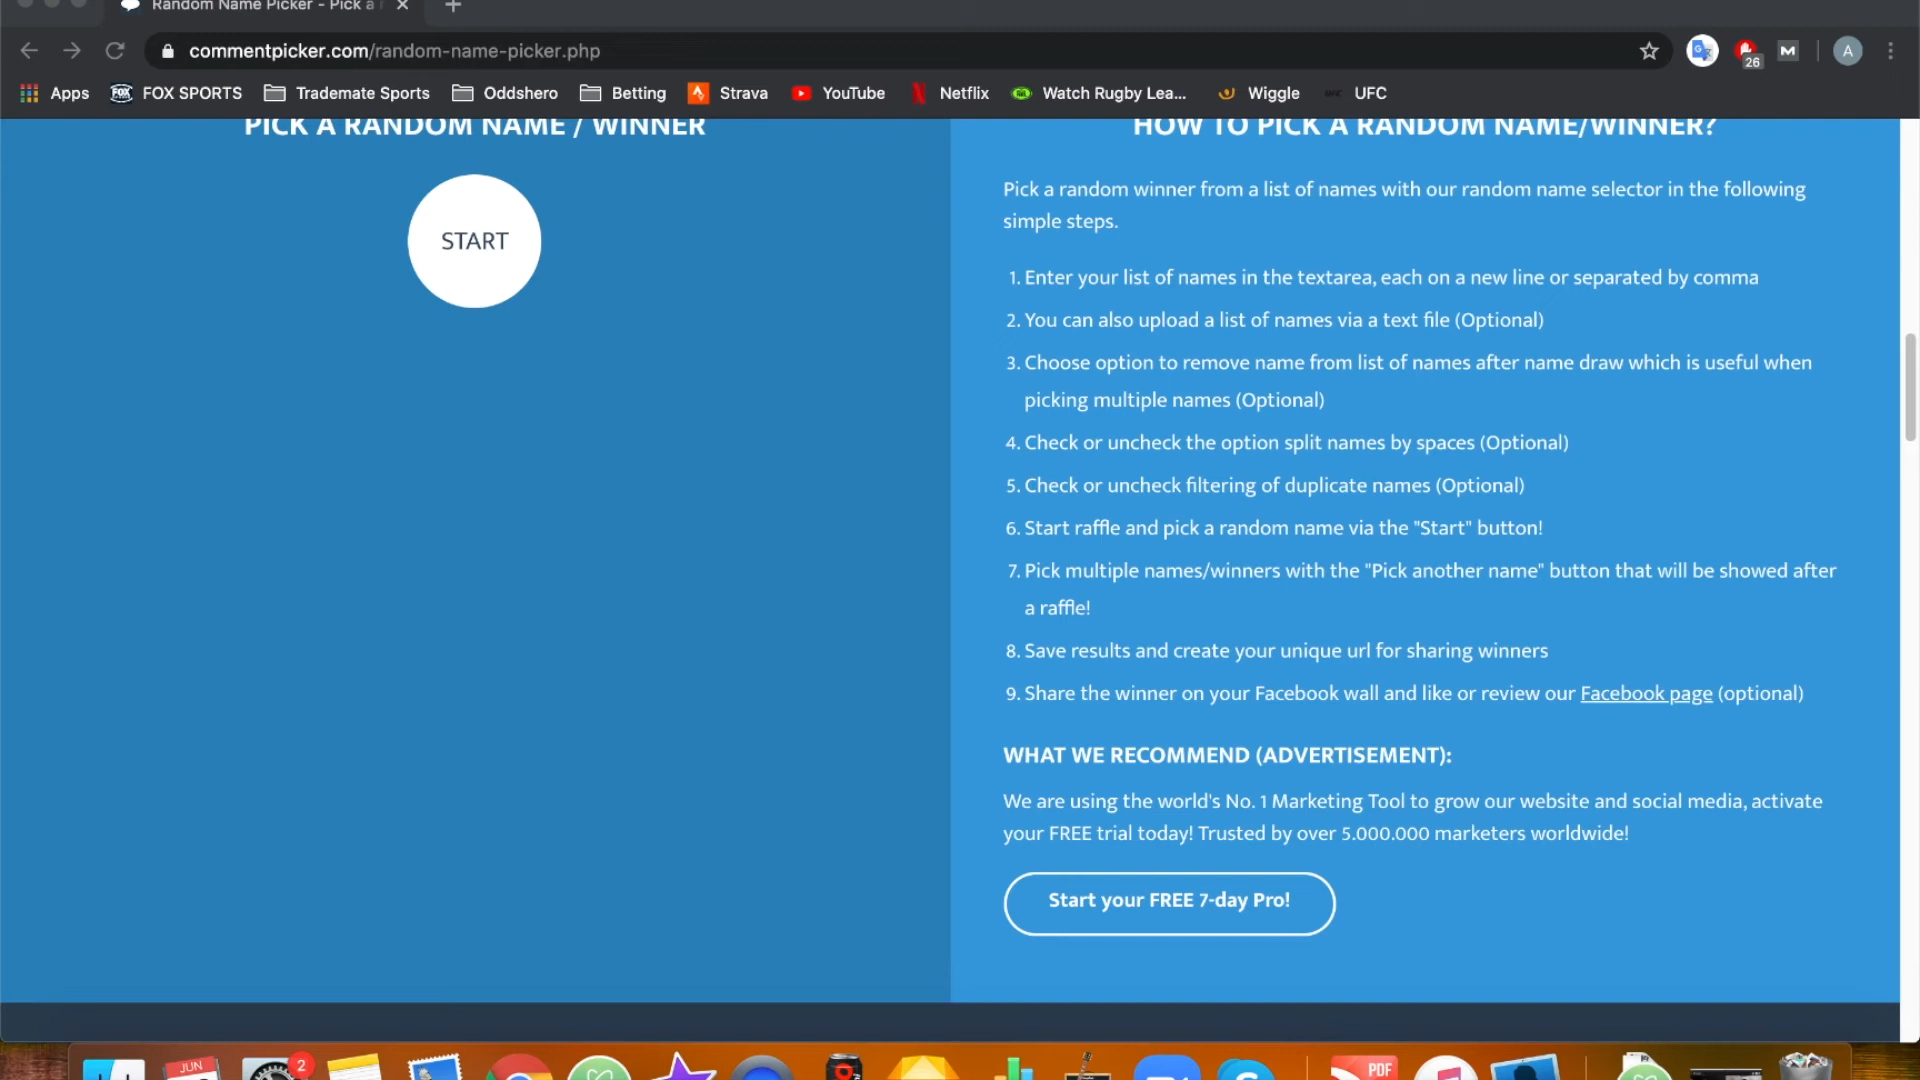 Random Name Picker - Pick a
commentpicker.com/random-name-picker.php
26
A
Apps
FOX SPORTS
Trademate Sports
Oddshero
Betting
Strava
YouTube
Netflix
Watch Rugby Lea...
Wiggle
UFC
PICK A RANDOM NAME / WINNER
START
HOW TO PICK A RANDOM NAME/WINNER?
Pick a random winner from a list of names with our random name selector in the following
simple steps.
1. Enter your list of names in the textarea, each on a new line or separated by comma
2. You can also upload a list of names via a text file (Optional)
3. Choose option to remove name from list of names after name draw which is useful when
picking multiple names (Optional)
4. Check or uncheck the option split names by spaces (Optional)
5. Check or uncheck filtering of duplicate names (Optional)
6. Start raffle and pick a random name via the "Start" button!
7. Pick multiple names/winners with the "Pick another name" button that will be showed after
a raffle!
8. Save results and create your unique url for sharing winners
9. Share the winner on your Facebook wall and like or review our Facebook page (optional)
WHAT WE RECOMMEND (ADVERTISEMENT):
We are using the world's No. 1 Marketing Tool to grow our website and social media, activate
your FREE trial today! Trusted by over 5.000.000 marketers worldwide!
Start your FREE 7-day Pro!
JUN
2
PDF